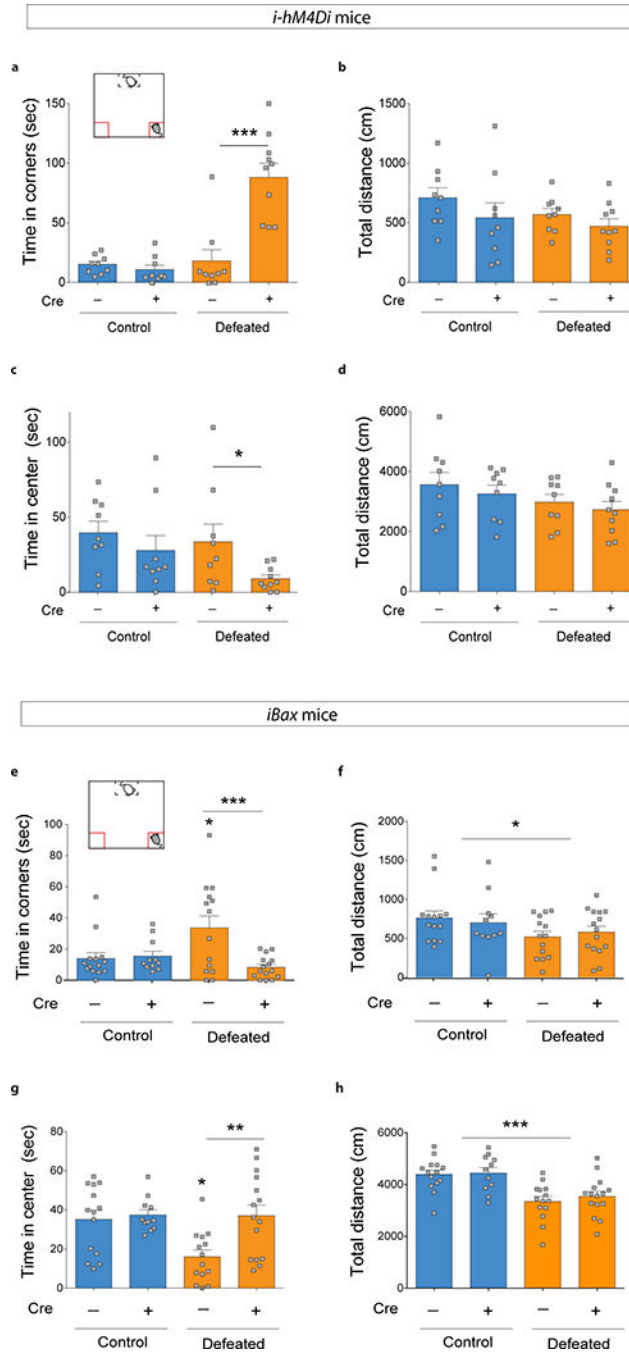 i-hM4Di mice
a
b
Time in corners (sec)
150
100
50
0
***
Cre
–
+
–
+
Control
Defeated
Total distance (cm)
1500
1000
500
0
–
+
–
+
Control
Defeated
c
d
Time in center (sec)
100
50
0
*
Cre
–
+
–
+
Control
Defeated
Total distance (cm)
6000
4000
2000
0
–
+
–
+
Control
Defeated
iBax mice
e
f
Time in corners (sec)
100
80
60
40
20
0
***
*
Cre
–
+
–
+
Control
Defeated
Total distance (cm)
2000
1500
1000
500
0
*
Cre
–
+
–
+
Control
Defeated
g
h
Time in center (sec)
80
60
40
20
0
**
*
Cre
–
+
–
+
Control
Defeated
Total distance (cm)
6000
4000
2000
0
***
Cre
–
+
–
+
Control
Defeated